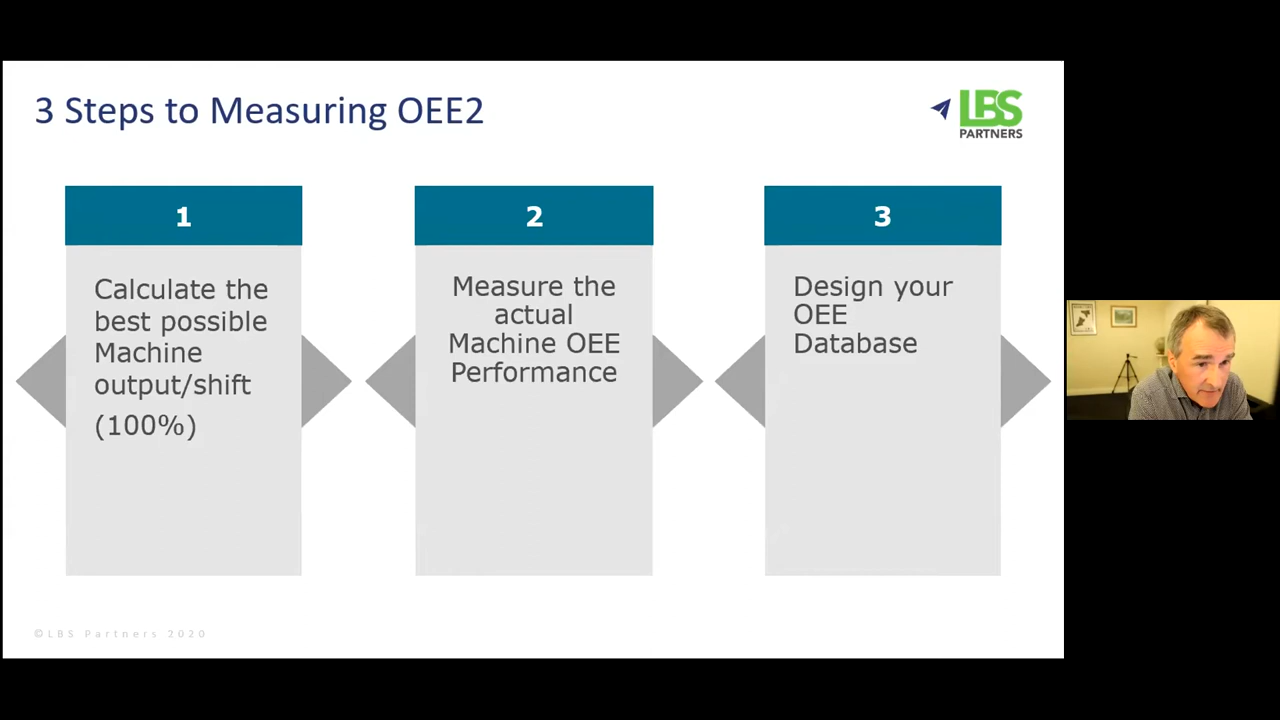 3 Steps to Measuring OEE2
LBS
PARTNERS
1
Calculate the
best possible
Machine
output/shift
(100%)
2
Measure the
actual
Machine OEE
Performance
3
Design your
OEE
Database
©LBS Partners 2020